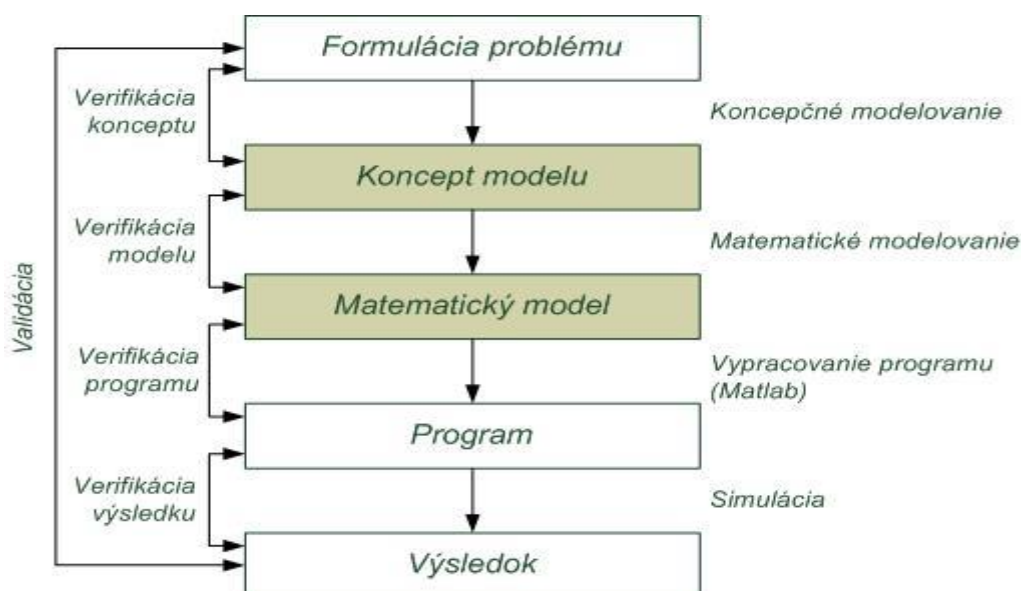 Formulácia problému
Verifikácia
konceptu
Koncepčné modelovanie
Koncept modelu
Verifikácia
modelu
Matematické modelovanie
Validácia
Matematický model
Verifikácia
programu
Vypracovanie programu
(Matlab)
Program
Verifikácia
výsledku
Simulácia
Výsledok